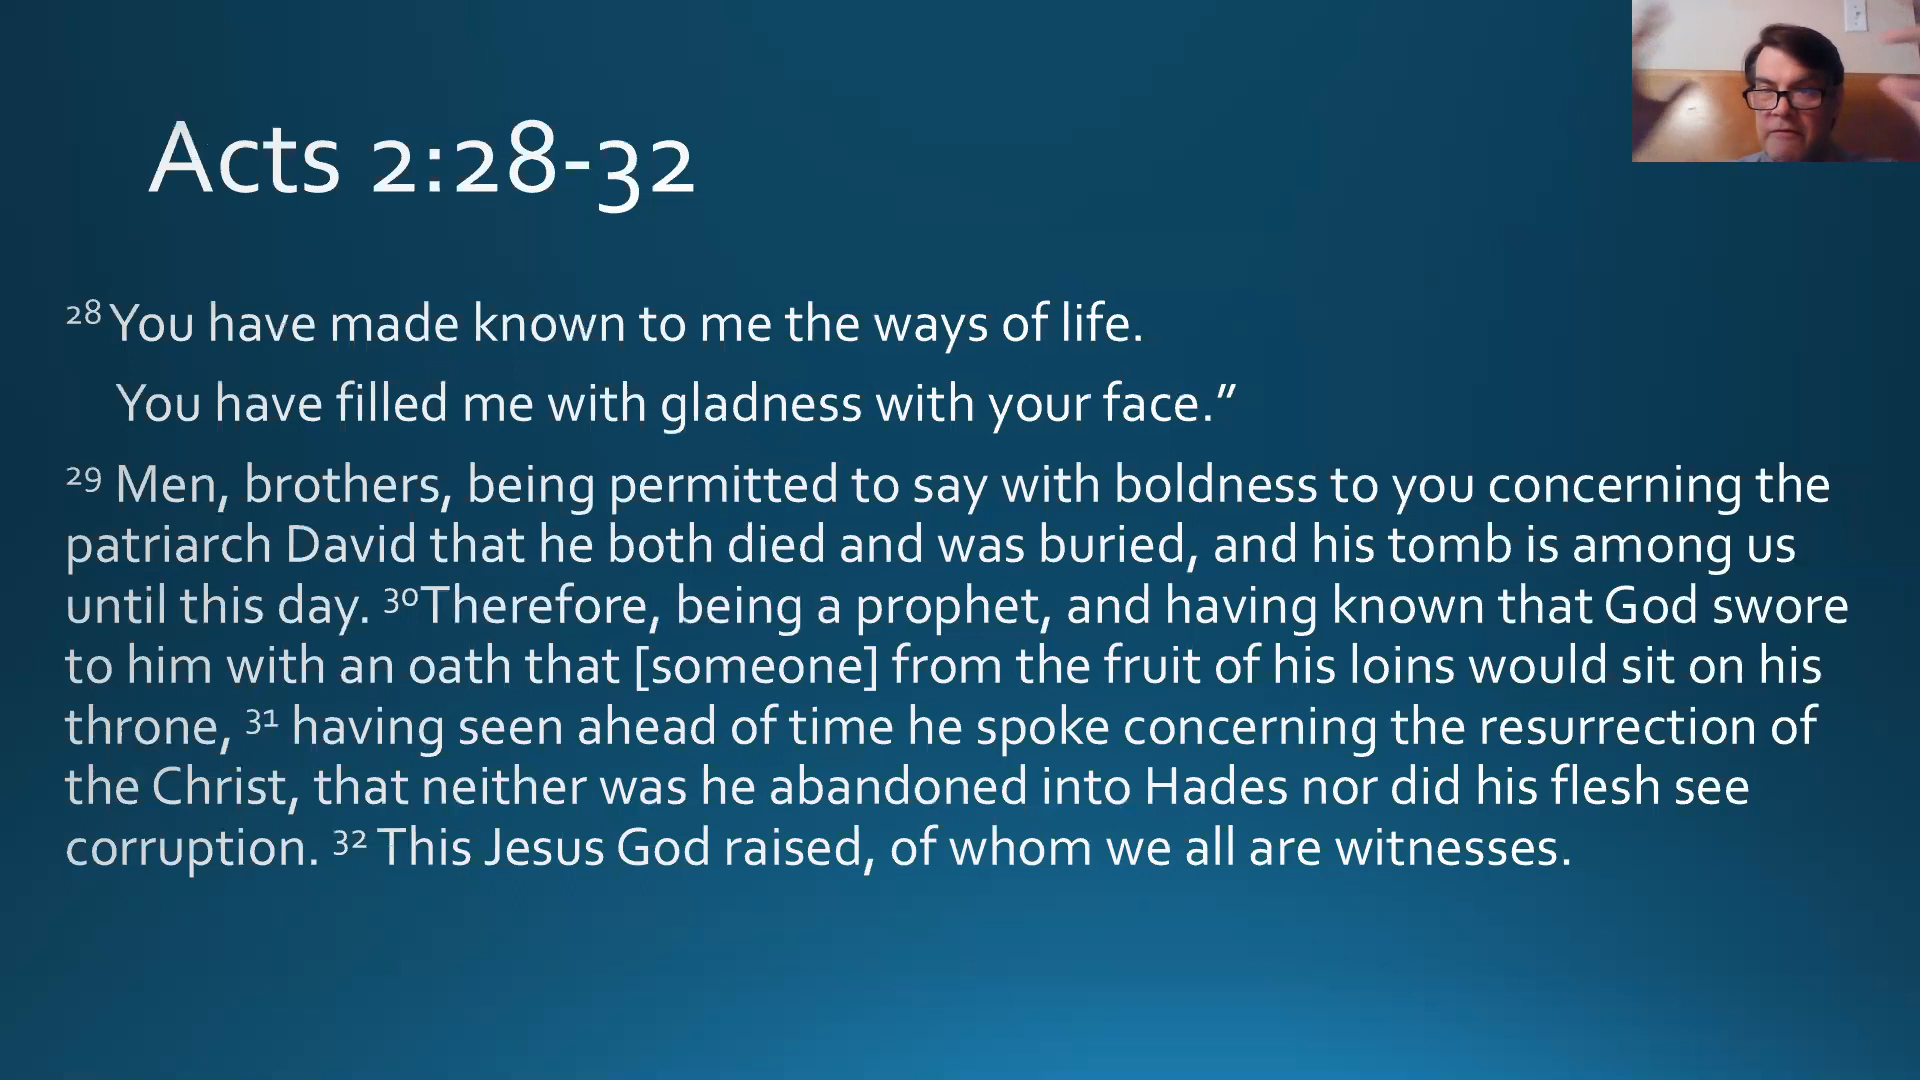 Acts 2:28-32
28 You have made known to me the ways of life.
You have filled me with gladness with your face.”
29 Men, brothers, being permitted to say with boldness to you concerning the
patriarch David that he both died and was buried, and his tomb is among us
until this day. 30Therefore, being a prophet, and having known that God swore
to him with an oath that [someone] from the fruit of his loins would sit on his
throne, 31 having seen ahead of time he spoke concerning the resurrection of
the Christ, that neither was he abandoned into Hades nor did his flesh see
corruption. 32 This Jesus God raised, of whom we all are witnesses.